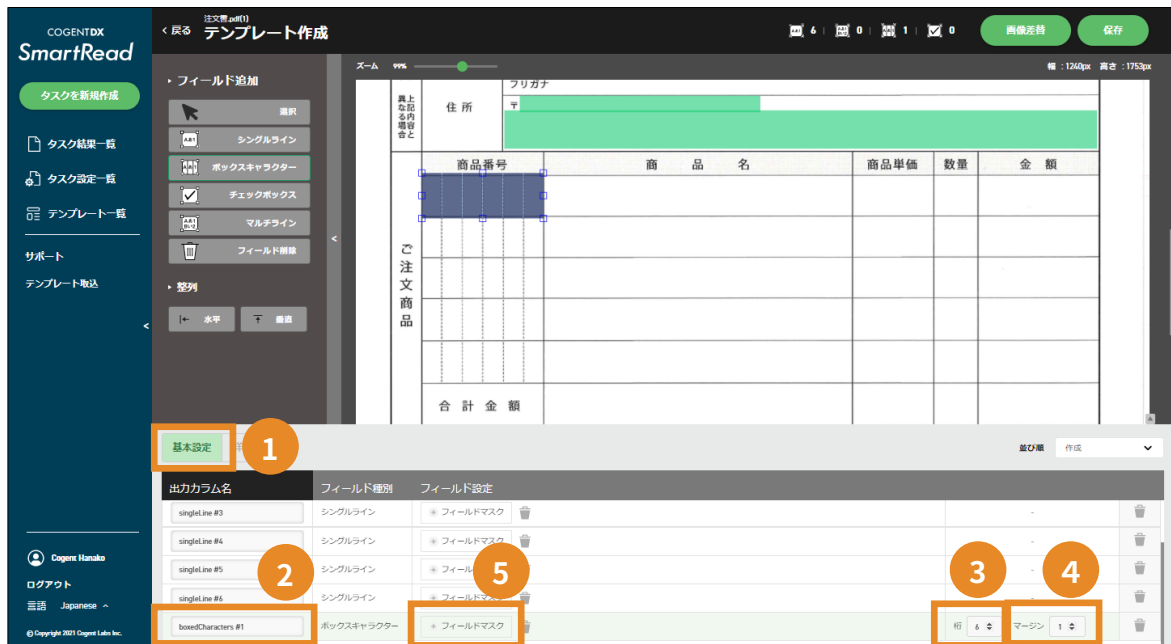 COGENTDX
SmartRead
タスクを新規作成
タスク結果一覧
タスク設定一覧
テンプレート一覧
サポート
テンプレート取込
<
Cogent Hanako
ログアウト
言語 Japanese
© Copyright 2021 Cogent Labs Inc.
< 戻る
注文書.pdf(1)
テンプレート作成
6 | 0 | 1 | 0
画像差替
保存
フィールド追加
選択
シングルライン
ボックスキャラクター
チェックボックス
マルチライン
フィールド削除
整列
水平
垂直
<
ズーム 99%
幅 : 1240px 高さ : 1753px
フリガナ
上記内容と
異なる場合
住所
〒
商品番号
商品名
商品単価
数量
金額
ご注文商品
合計金額
基本設定
1
並び順 作成
出力カラム名 フィールド種別 フィールド設定
singleLine #3 シングルライン + フィールドマスク -
singleLine #4 シングルライン + フィールドマスク -
singleLine #5 シングルライン
singleLine #6 シングルライン + フィールドマスク
2
5
3
4
boxedCharacters #1 ボックスキャラクター + フィールドマスク 桁 6 マージン 1